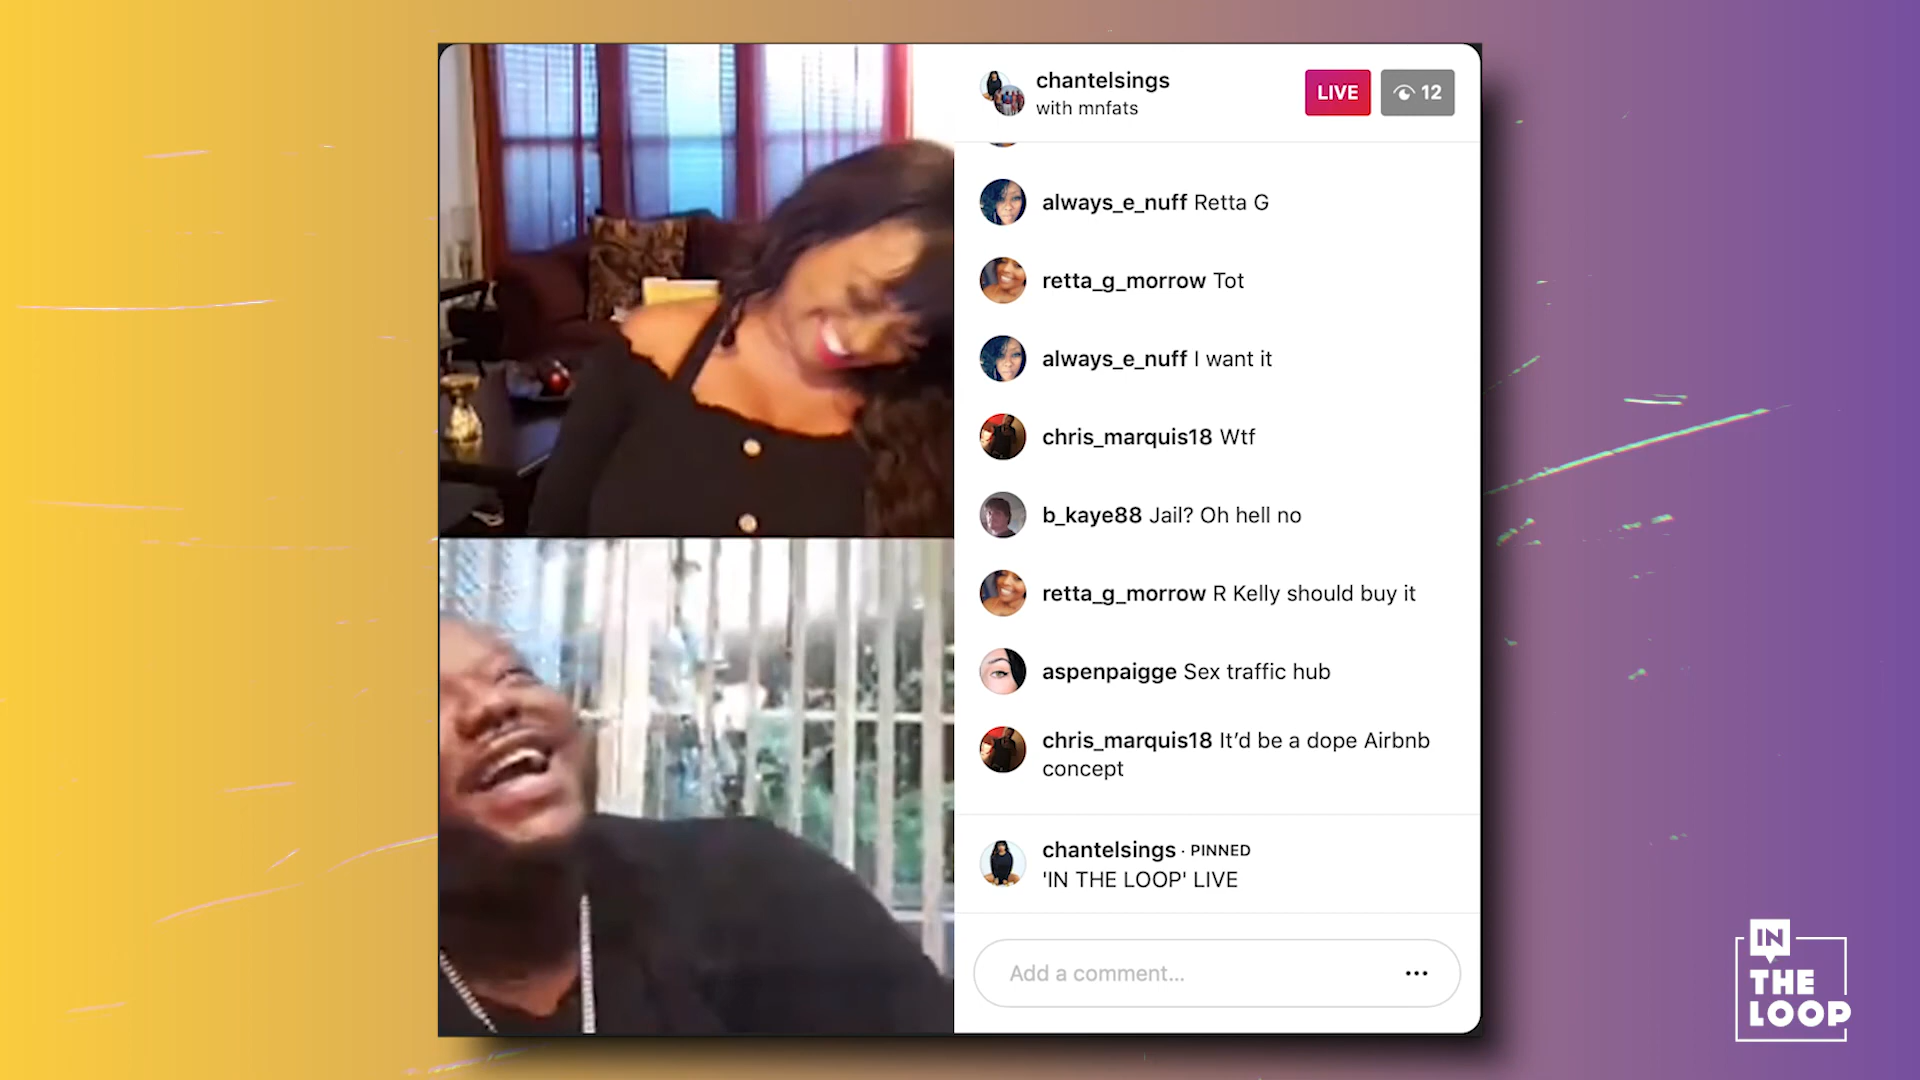 chantelsings
with mnfats
LIVE
12
always_e_nuff Retta G
retta_g_morrow Tot
always_e_nuff I want it
chris_marquis18 Wtf
b_kaye88 Jail? Oh hell no
retta_g_morrow R Kelly should buy it
aspenpaigge Sex traffic hub
chris_marquis18 It’d be a dope Airbnb
concept
chantelsings · PINNED
'IN THE LOOP' LIVE
Add a comment...
IN
THE
LOOP